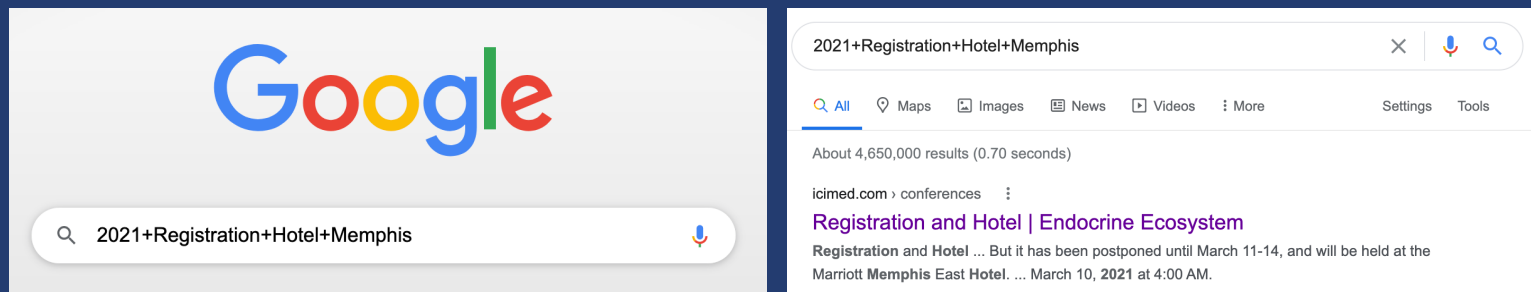 Google
2021+Registration+Hotel+Memphis
2021+Registration+Hotel+Memphis
All Maps Images News Videos More Settings Tools
About 4,650,000 results (0.70 seconds)
icimed.com › conferences
Registration and Hotel | Endocrine Ecosystem
Registration and Hotel ... But it has been postponed until March 11-14, and will be held at the
Marriott Memphis East Hotel. ... March 10, 2021 at 4:00 AM.